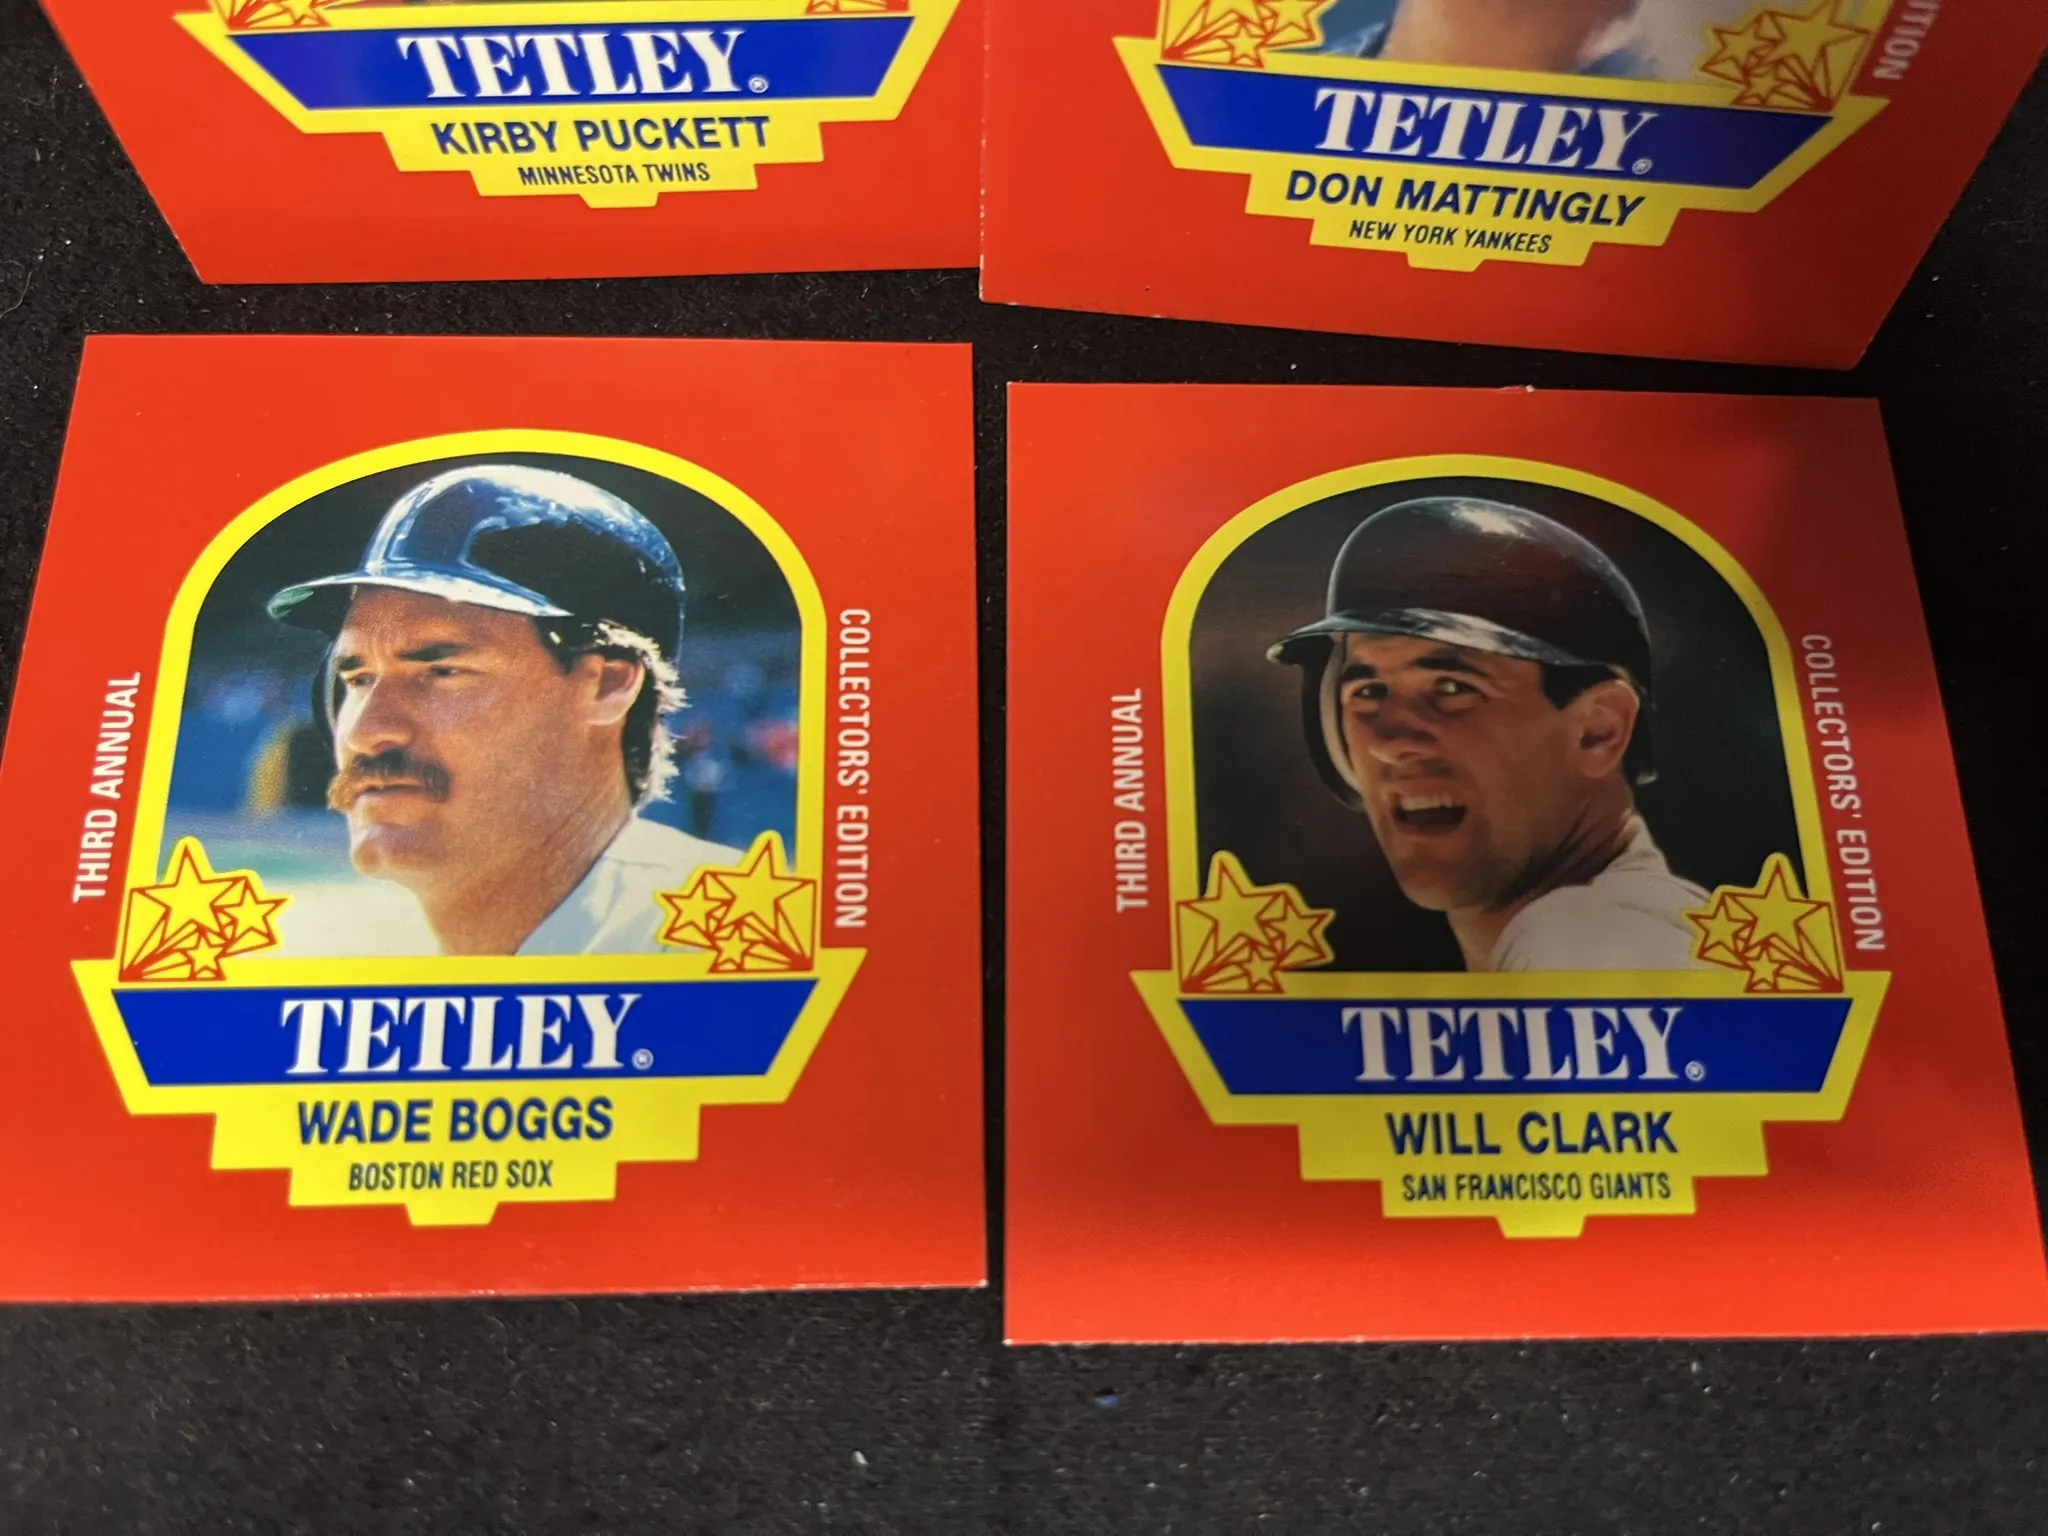 TETLEY®
KIRBY PUCKETT
MINNESOTA TWINS
TETLEY®
DON MATTINGLY
NEW YORK YANKEES
THIRD ANNUAL
COLLECTORS' EDITION
TETLEY®
WADE BOGGS
BOSTON RED SOX
THIRD ANNUAL
COLLECTORS' EDITION
TETLEY®
WILL CLARK
SAN FRANCISCO GIANTS